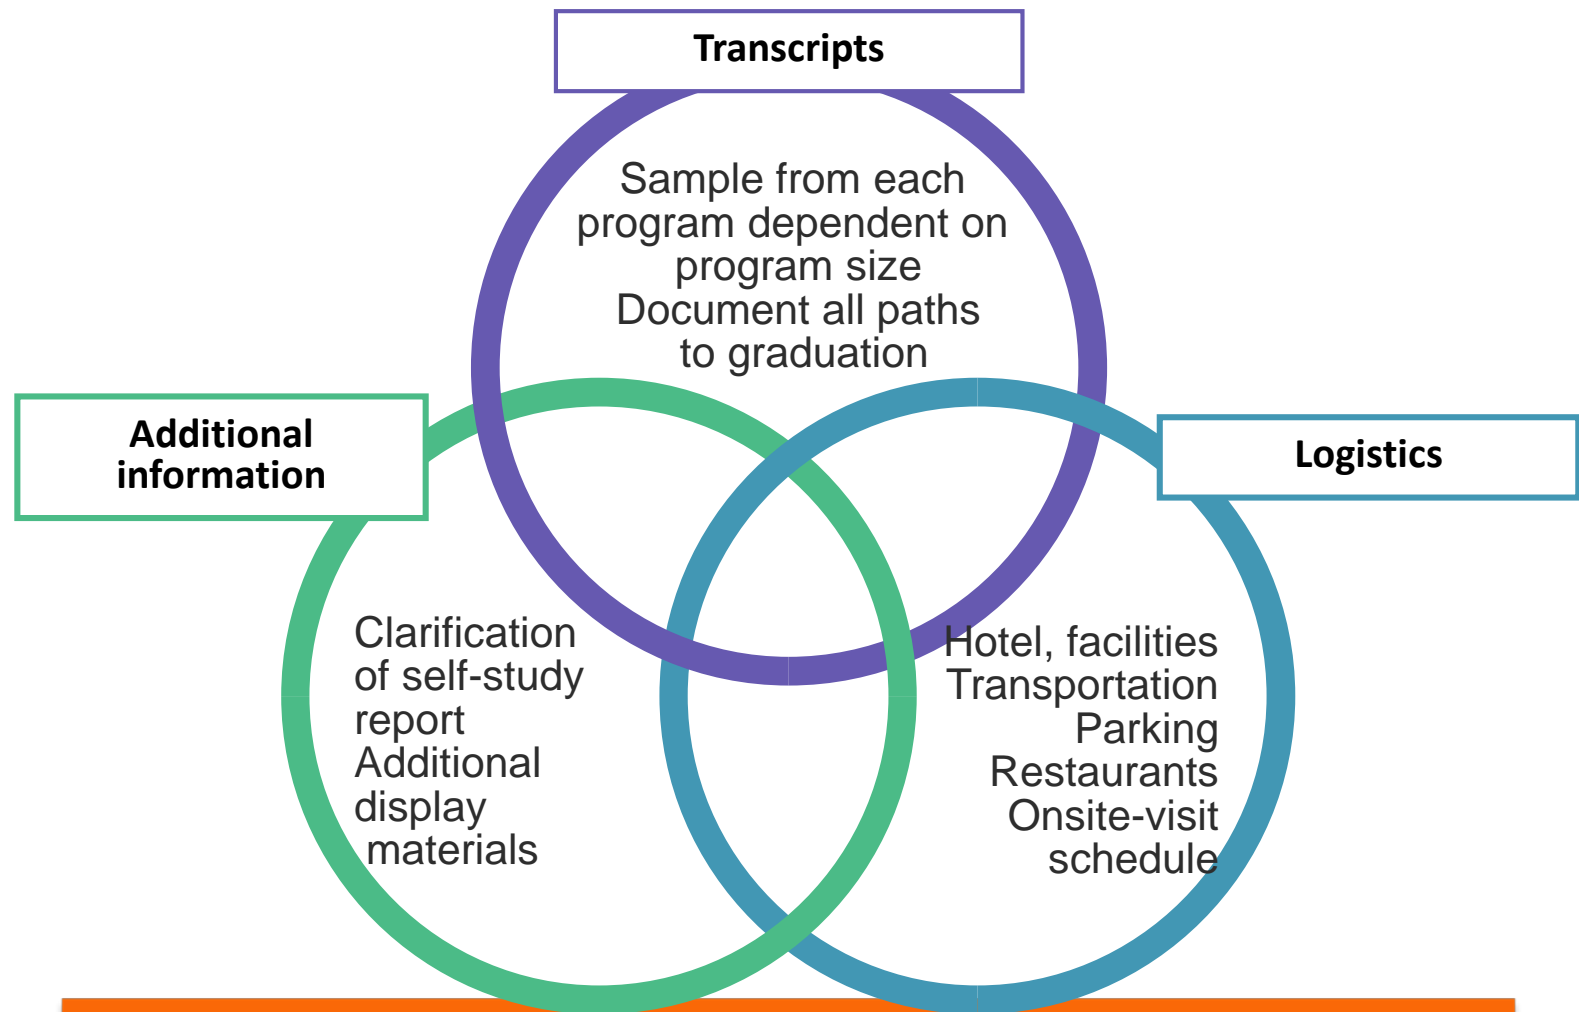 Transcripts
Sample from each
program dependent on
program size
Document all paths
to graduation
Additional
information
Clarification
of self-study
report
Additional
display
materials
Logistics
Hotel, facilities
Transportation
Parking
Restaurants
Onsite-visit
schedule